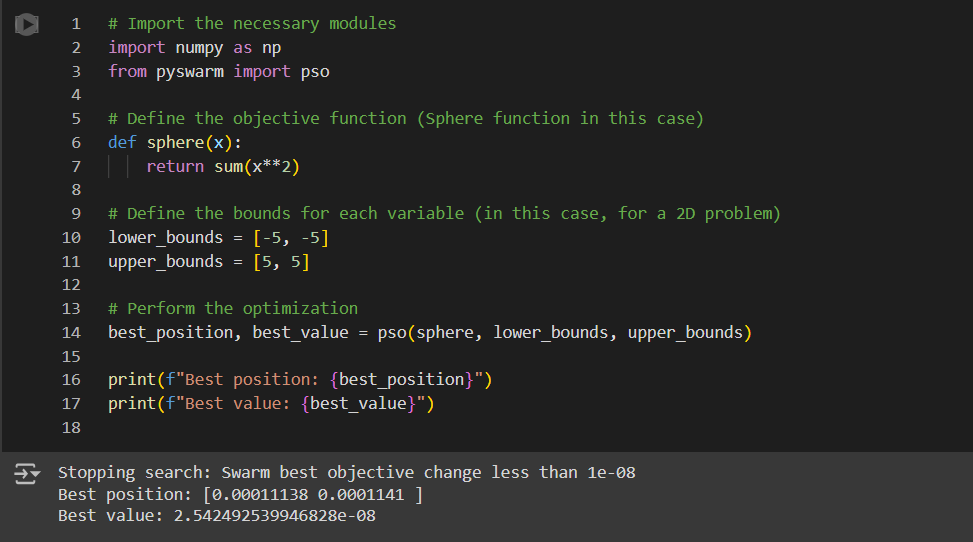 1 # Import the necessary modules
2 import numpy as np
3 from pyswarm import pso
4
5 # Define the objective function (Sphere function in this case)
6 def sphere(x):
7     return sum(x**2)
8
9 # Define the bounds for each variable (in this case, for a 2D problem)
10 lower_bounds = [-5, -5]
11 upper_bounds = [5, 5]
12
13 # Perform the optimization
14 best_position, best_value = pso(sphere, lower_bounds, upper_bounds)
15
16 print(f"Best position: {best_position}")
17 print(f"Best value: {best_value}")
18
Stopping search: Swarm best objective change less than 1e-08
Best position: [0.00011138 0.0001141 ]
Best value: 2.542492539946828e-08